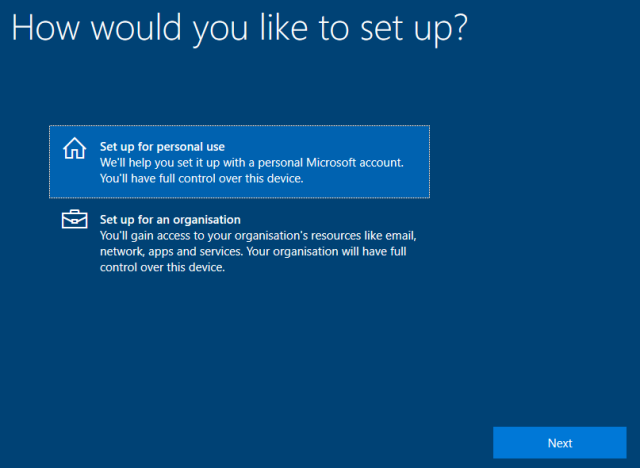 How would you like to set up?
Set up for personal use
We'll help you set it up with a personal Microsoft account.
You'll have full control over this device.
Set up for an organisation
You'll gain access to your organisation's resources like email,
network, apps and services. Your organisation will have full
control over this device.
Next